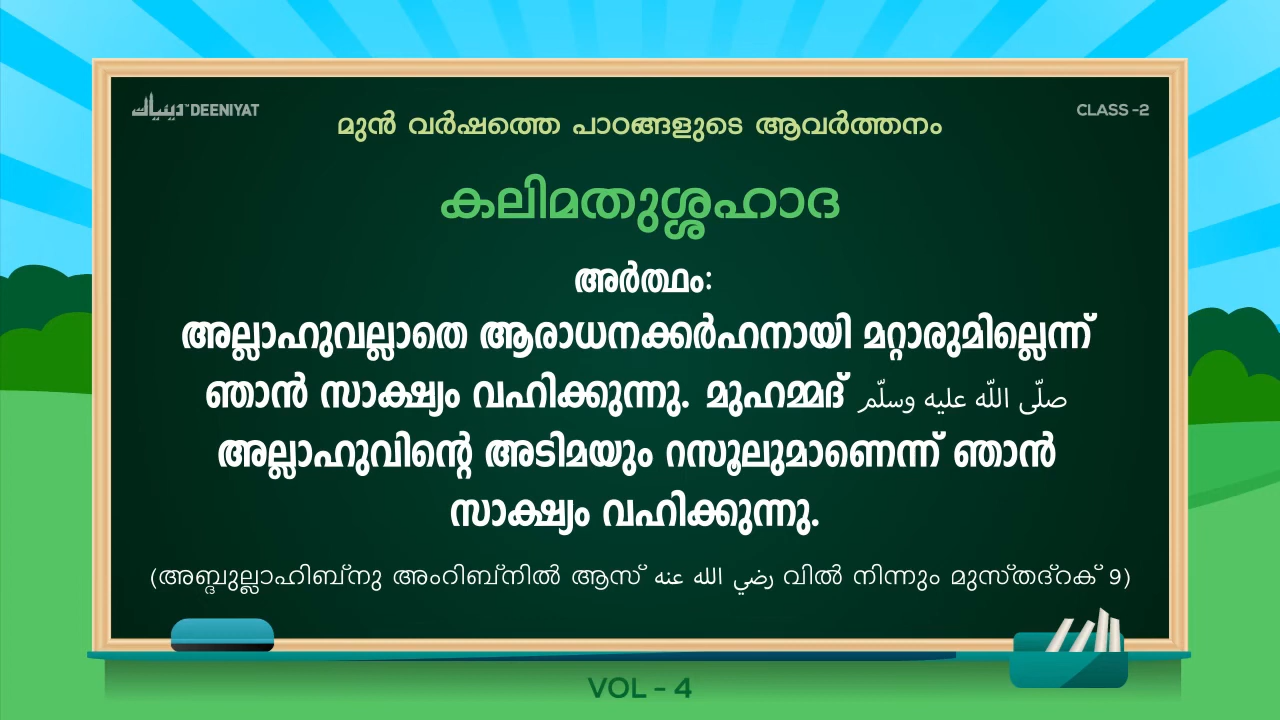 دینیات™ DEENIYAT
CLASS -2
മുൻ വർഷത്തെ പാഠങ്ങളുടെ ആവർത്തനം
കലിമതുശ്ശഹാദ
അർത്ഥം:
അല്ലാഹുവല്ലാതെ ആരാധനക്കർഹനായി മറ്റാരുമില്ലെന്ന്
ഞാൻ സാക്ഷ്യം വഹിക്കുന്നു. മുഹമ്മദ് صلّى اللّه عليه وسلّم
അല്ലാഹുവിന്റെ അടിമയും റസൂലുമാണെന്ന് ഞാൻ
സാക്ഷ്യം വഹിക്കുന്നു.
(അബ്ദുല്ലാഹിബ്നു അംറിബ്നിൽ ആസ് رضي الله عنه വിൽ നിന്നും മുസ്തദ്റക് 9)
VOL - 4